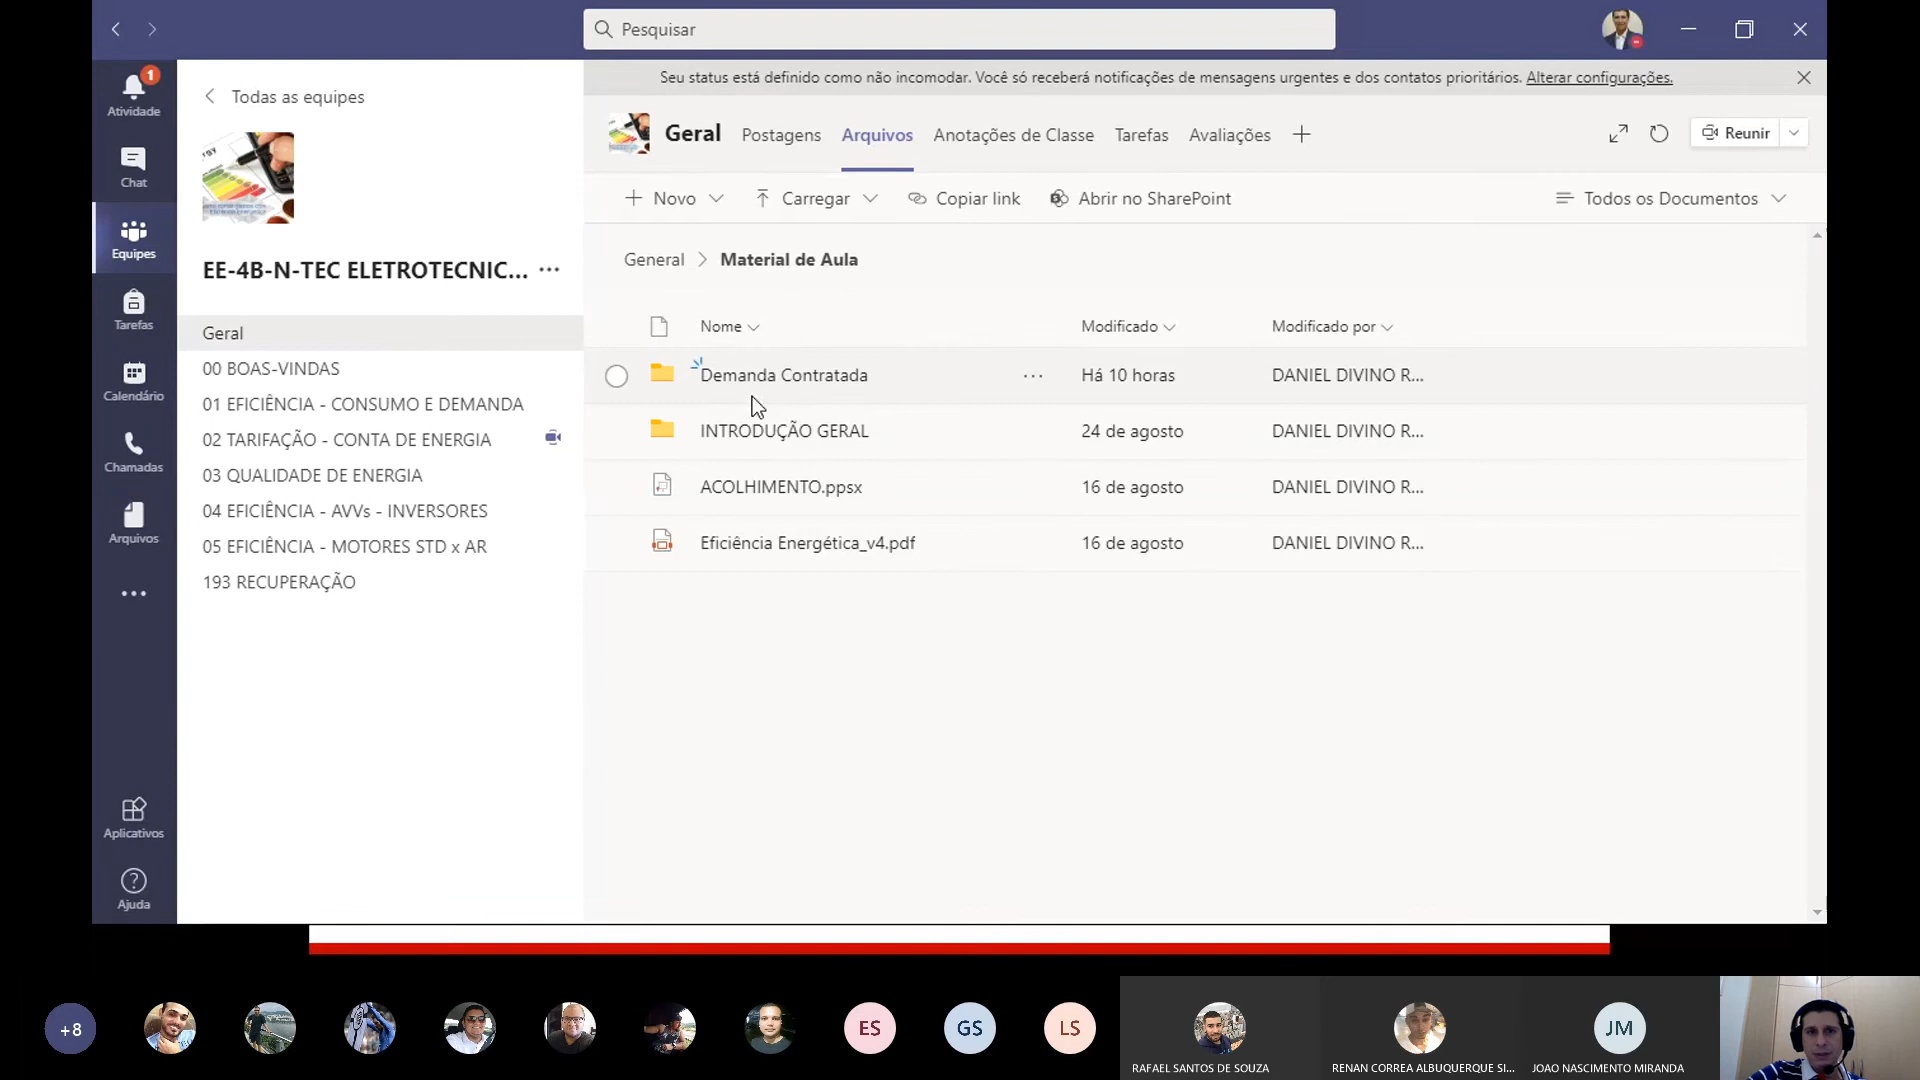 Pesquisar
Seu status está definido como não incomodar. Você só receberá notificações de mensagens urgentes e dos contatos prioritários. Alterar configurações.
1
Atividade
Chat
Equipes
Tarefas
Calendário
Chamadas
Arquivos
Aplicativos
Ajuda
Todas as equipes
EE-4B-N-TEC ELETROTECNIC...
Geral
00 BOAS-VINDAS
01 EFICIÊNCIA - CONSUMO E DEMANDA
02 TARIFAÇÃO - CONTA DE ENERGIA
03 QUALIDADE DE ENERGIA
04 EFICIÊNCIA - AVVs - INVERSORES
05 EFICIÊNCIA - MOTORES STD x AR
193 RECUPERAÇÃO
Geral Postagens Arquivos Anotações de Classe Tarefas Avaliações Reunir
Novo Carregar Copiar link Abrir no SharePoint Todos os Documentos
General Material de Aula
Nome Modificado Modificado por
Demanda Contratada Há 10 horas DANIEL DIVINO R...
INTRODUÇÃO GERAL 24 de agosto DANIEL DIVINO R...
ACOLHIMENTO.ppsx 16 de agosto DANIEL DIVINO R...
Eficiência Energética_v4.pdf 16 de agosto DANIEL DIVINO R...
+8 ES GS LS JM
RAFAEL SANTOS DE SOUZA RENAN CORREA ALBUQUERQUE SI... JOAO NASCIMENTO MIRANDA